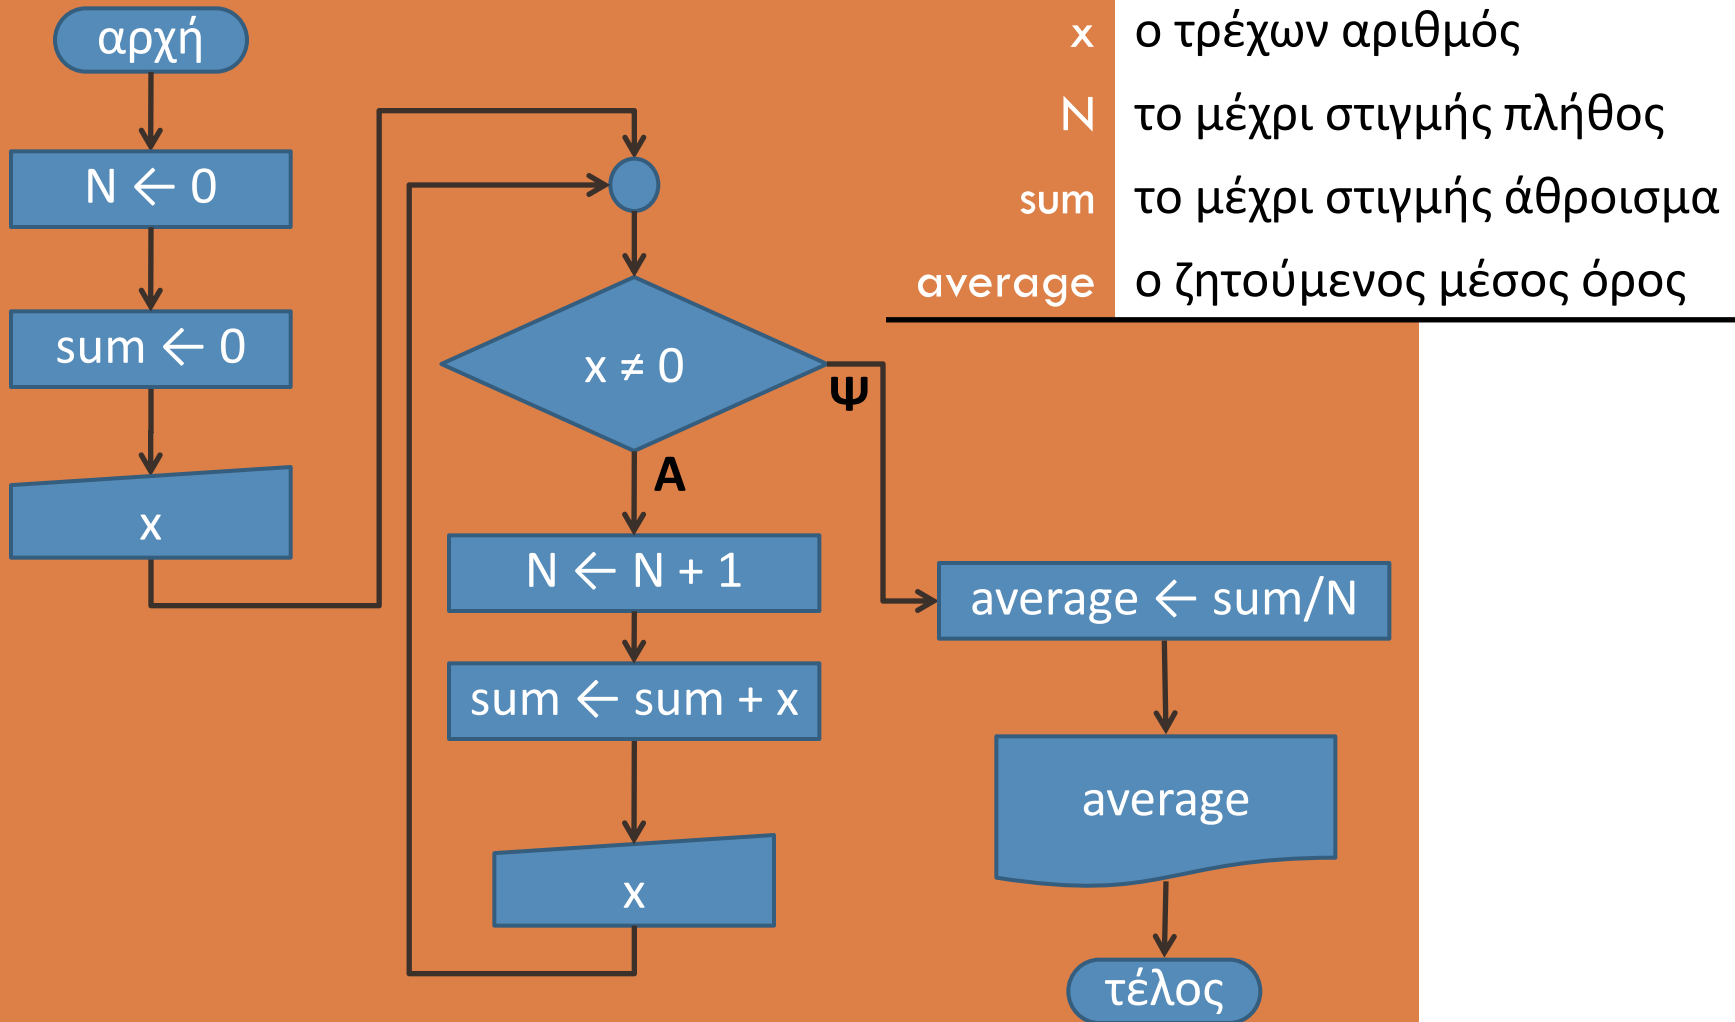 αρχή
N ← 0
sum ← 0
x
x ≠ 0
Ψ
Α
N ← N + 1
sum ← sum + x
x
average ← sum/N
average
τέλος
x ο τρέχων αριθμός
N το μέχρι στιγμής πλήθος
sum το μέχρι στιγμής άθροισμα
average ο ζητούμενος μέσος όρος